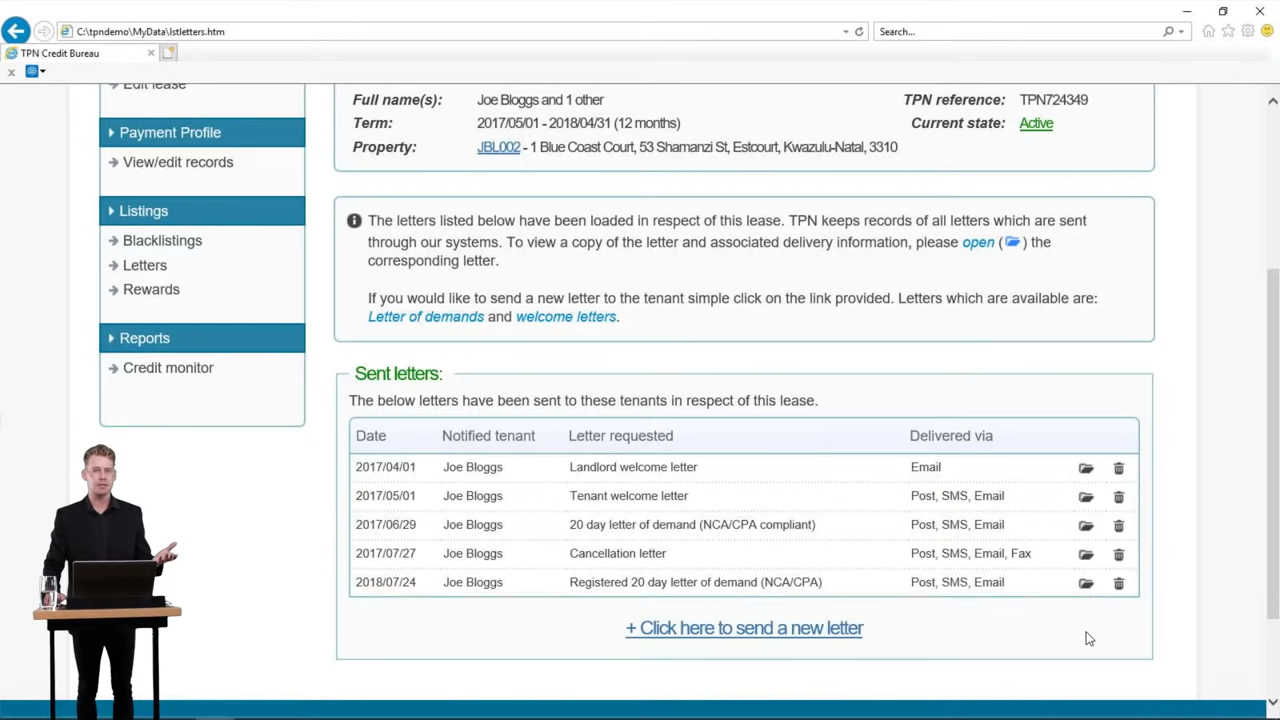 C:\tpndemo\MyData\lstletters.htm
Search...
TPN Credit Bureau
Edit lease
Payment Profile
View/edit records
Listings
Blacklistings
Letters
Rewards
Reports
Credit monitor
Full name(s): Joe Bloggs and 1 other TPN reference: TPN724349
Term: 2017/05/01 - 2018/04/31 (12 months) Current state: Active
Property: JBL002 - 1 Blue Coast Court, 53 Shamanzi St, Estcourt, Kwazulu-Natal, 3310
The letters listed below have been loaded in respect of this lease. TPN keeps records of all letters which are sent
through our systems. To view a copy of the letter and associated delivery information, please open ( ) the
corresponding letter.
If you would like to send a new letter to the tenant simple click on the link provided. Letters which are available are:
Letter of demands and welcome letters.
Sent letters:
The below letters have been sent to these tenants in respect of this lease.
Date Notified tenant Letter requested Delivered via
2017/04/01 Joe Bloggs Landlord welcome letter Email
2017/05/01 Joe Bloggs Tenant welcome letter Post, SMS, Email
2017/06/29 Joe Bloggs 20 day letter of demand (NCA/CPA compliant) Post, SMS, Email
2017/07/27 Joe Bloggs Cancellation letter Post, SMS, Email, Fax
2018/07/24 Joe Bloggs Registered 20 day letter of demand (NCA/CPA) Post, SMS, Email
+ Click here to send a new letter